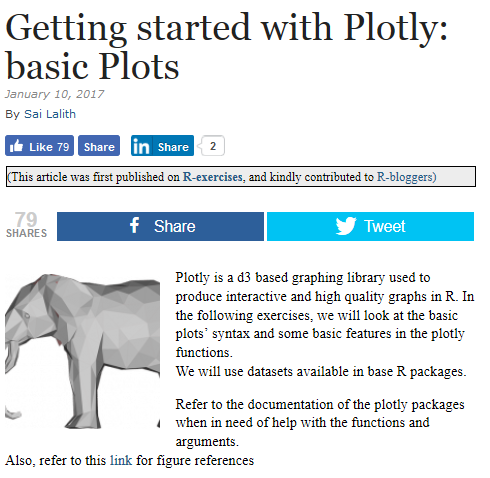 Getting started with Plotly:
basic Plots
January 10, 2017
By Sai Lalith
Like 79 Share in Share 2
(This article was first published on R-exercises, and kindly contributed to R-bloggers)
79
SHARES
f Share Tweet
Plotly is a d3 based graphing library used to
produce interactive and high quality graphs in R. In
the following exercises, we will look at the basic
plots’ syntax and some basic features in the plotly
functions.
We will use datasets available in base R packages.
Refer to the documentation of the plotly packages
when in need of help with the functions and
arguments.
Also, refer to this link for figure references